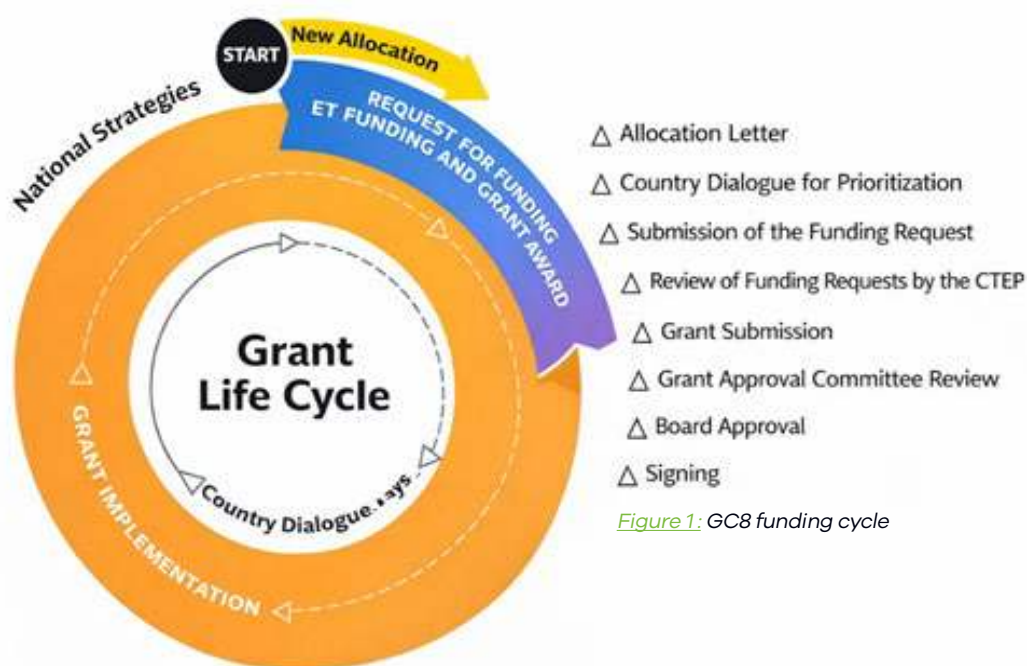 START
New Allocation
National Strategies
REQUEST FOR FUNDING
ET FUNDING AND GRANT AWARD
Grant
Life Cycle
Country Dialogue
GRANT IMPLEMENTATION
Allocation Letter
Country Dialogue for Prioritization
Submission of the Funding Request
Review of Funding Requests by the CTEP
Grant Submission
Grant Approval Committee Review
Board Approval
Signing
Figure 1: GC8 funding cycle